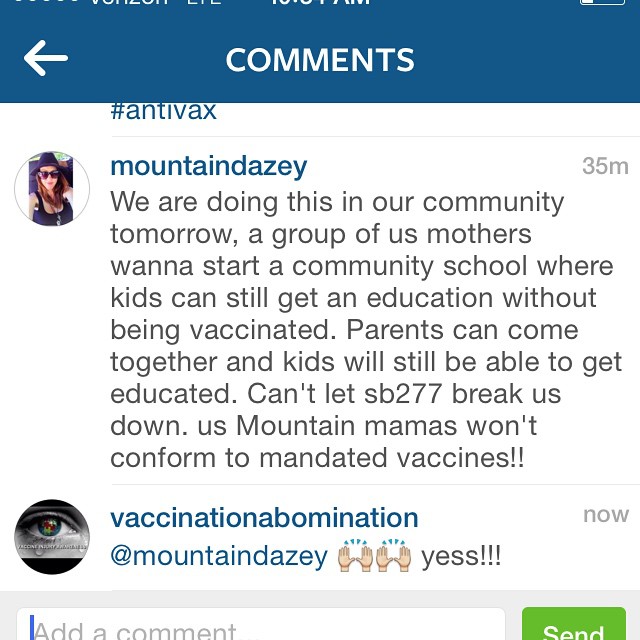 LTE
COMMENTS
#antivax
mountaindazey 35m
We are doing this in our community
tomorrow, a group of us mothers
wanna start a community school where
kids can still get an education without
being vaccinated. Parents can come
together and kids will still be able to get
educated. Can't let sb277 break us
down. us Mountain mamas won't
conform to mandated vaccines!!
vaccinationabomination now
@mountaindazey 🙌🙌 yess!!!
Add a comment... Send